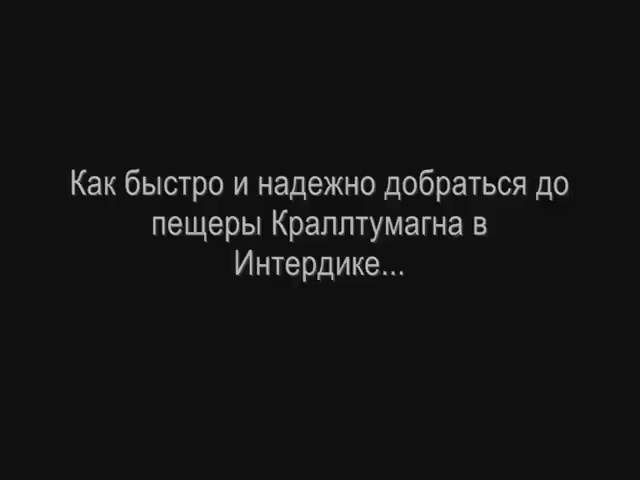 Как быстро и надежно добраться до
пещеры Краллтумагна в
Интердике...